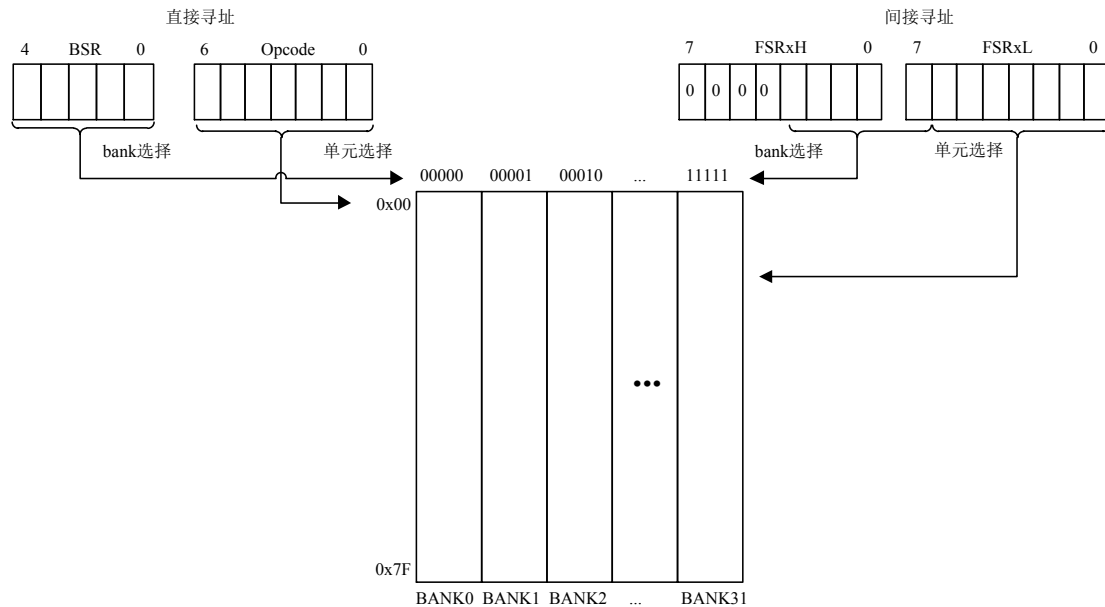 直接寻址 间接寻址
4 BSR 0 6 Opcode 0 7 FSRxH 0 7 FSRxL 0
0 0 0 0
bank选择 单元选择 bank选择 单元选择
00000 00001 00010 ... 11111
0x00
...
0x7F
BANK0 BANK1 BANK2 ... BANK31